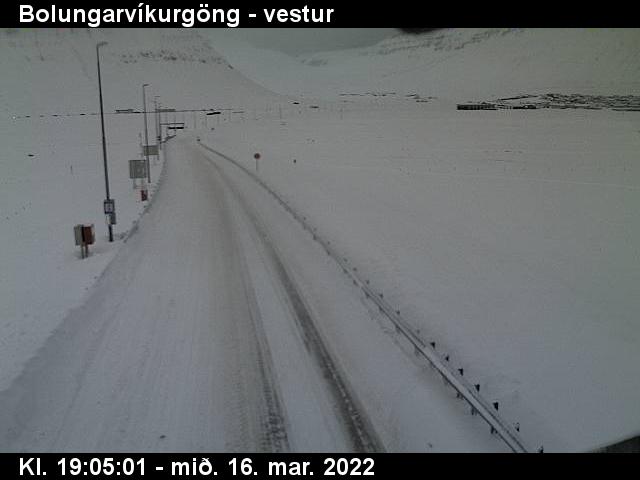 Bolungarvíkurgöng - vestur
Kl. 19:05:01 - mið. 16. mar. 2022